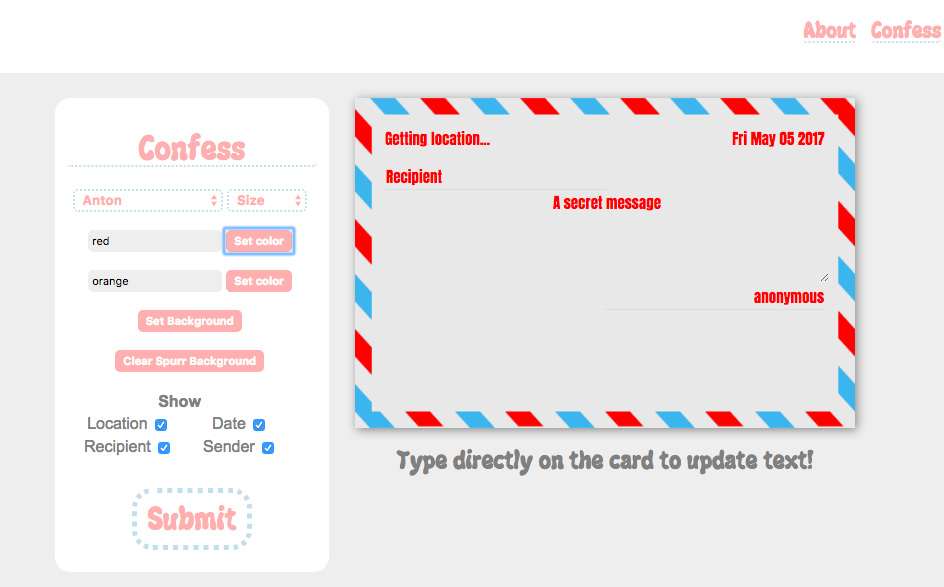 About Confess
Confess
Anton Size
red Set color
orange Set color
Set Background
Clear Spurr Background
Show
Location Date
Recipient Sender
Submit
Getting location... Fri May 05 2017
Recipient
A secret message
anonymous
Type directly on the card to update text!